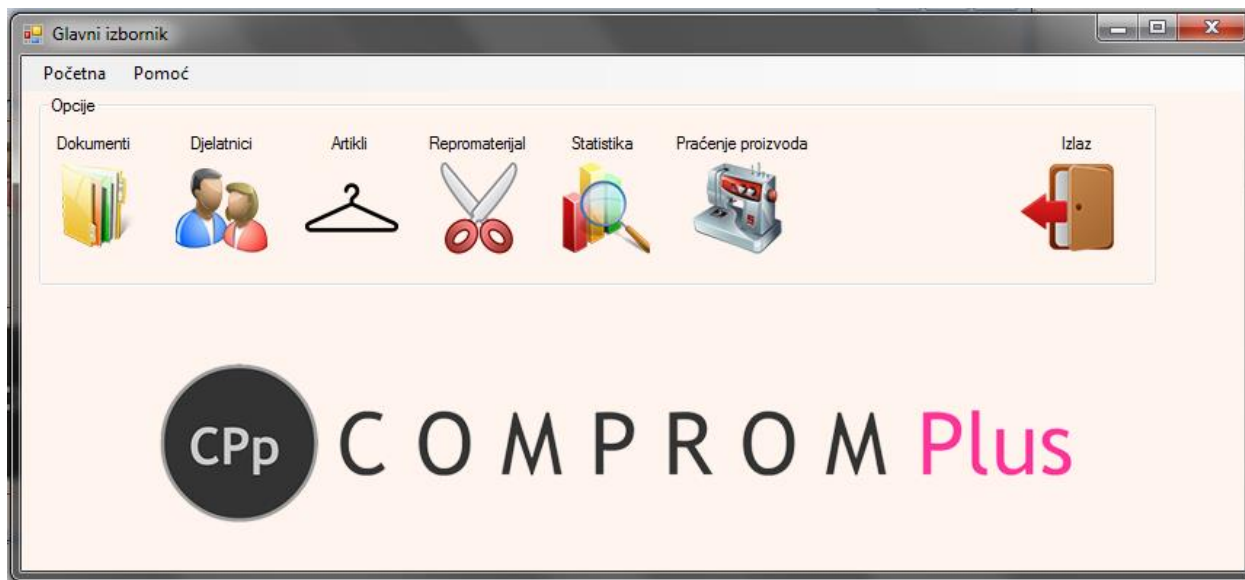 Glavni izbornik
Početna Pomoć
Opcije
Dokumenti Djelatnici Artikli Repromaterijal Statistika Praćenje proizvoda Izlaz
CPp COMPROM Plus